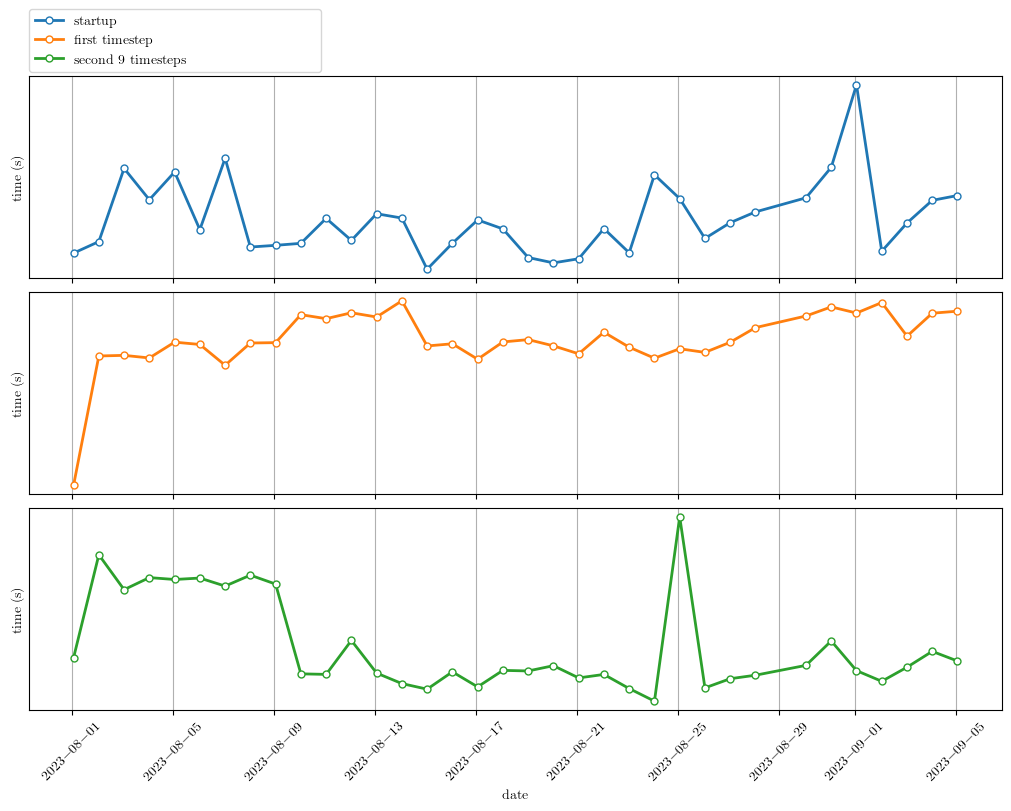 startup
first timestep
second 9 timesteps
time (s)
time (s)
time (s)
2023−08−01
2023−08−05
2023−08−09
2023−08−13
2023−08−17
2023−08−21
2023−08−25
2023−08−29
2023−09−01
2023−09−05
date